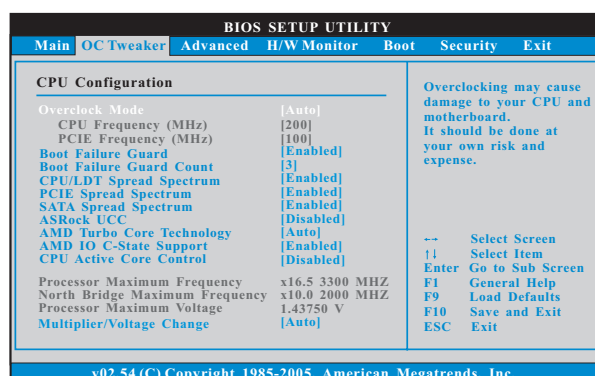 BIOS SETUP UTILITY
Main OC Tweaker Advanced H/W Monitor Boot Security Exit
CPU Configuration
Overclock Mode [Auto]
CPU Frequency (MHz) [200]
PCIE Frequency (MHz) [100]
Boot Failure Guard [Enabled]
Boot Failure Guard Count [3]
CPU/LDT Spread Spectrum [Enabled]
PCIE Spread Spectrum [Enabled]
SATA Spread Spectrum [Enabled]
ASRock UCC [Disabled]
AMD Turbo Core Technology [Auto]
AMD IO C-State Support [Enabled]
CPU Active Core Control [Disabled]
Processor Maximum Frequency x16.5 3300 MHZ
North Bridge Maximum Frequency x10.0 2000 MHZ
Processor Maximum Voltage 1.43750 V
Multiplier/Voltage Change [Auto]
Overclocking may cause
damage to your CPU and
motherboard.
It should be done at
your own risk and
expense.
←→ Select Screen
↑↓ Select Item
Enter Go to Sub Screen
F1 General Help
F9 Load Defaults
F10 Save and Exit
ESC Exit
v02.54 (C) Copyright 1985-2005, American Megatrends, Inc.